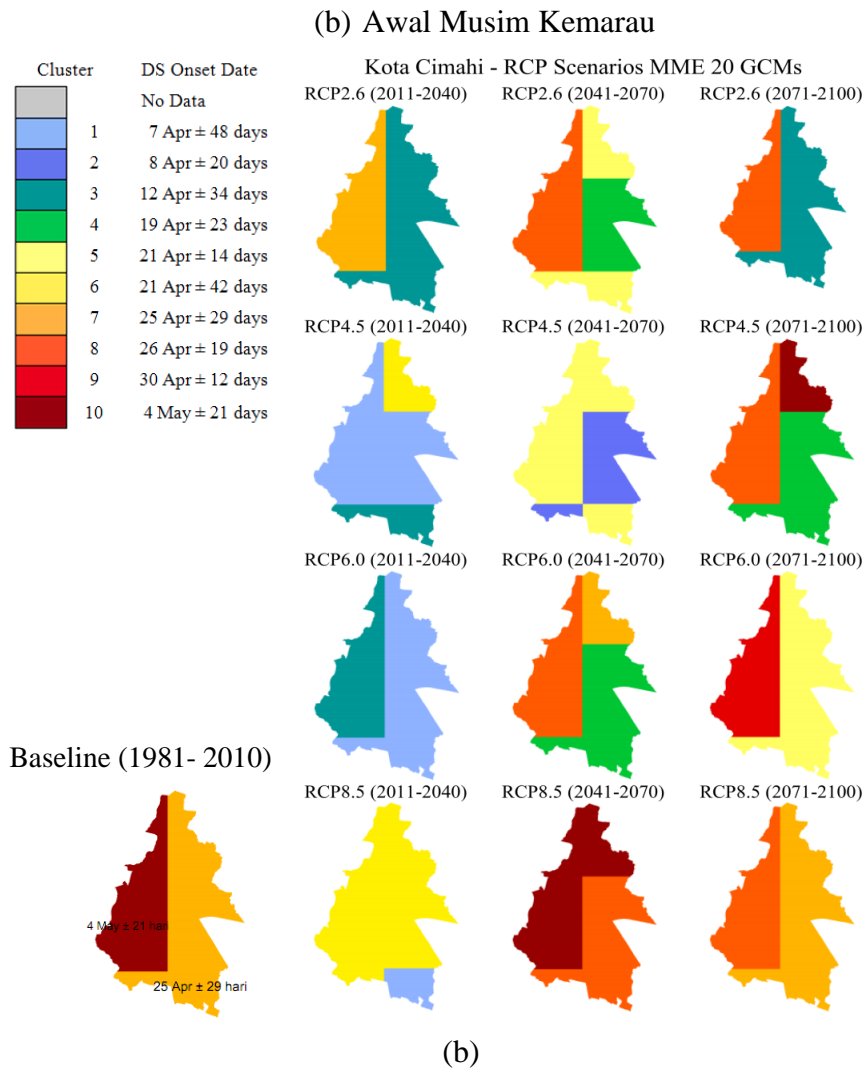 (b) Awal Musim Kemarau
Cluster DS Onset Date
No Data
1 7 Apr ± 48 days
2 8 Apr ± 20 days
3 12 Apr ± 34 days
4 19 Apr ± 23 days
5 21 Apr ± 14 days
6 21 Apr ± 42 days
7 25 Apr ± 29 days
8 26 Apr ± 19 days
9 30 Apr ± 12 days
10 4 May ± 21 days
Kota Cimahi - RCP Scenarios MME 20 GCMs
RCP2.6 (2011-2040) RCP2.6 (2041-2070) RCP2.6 (2071-2100)
RCP4.5 (2011-2040) RCP4.5 (2041-2070) RCP4.5 (2071-2100)
RCP6.0 (2011-2040) RCP6.0 (2041-2070) RCP6.0 (2071-2100)
Baseline (1981- 2010)
RCP8.5 (2011-2040) RCP8.5 (2041-2070) RCP8.5 (2071-2100)
4 May ± 21 hari
25 Apr ± 29 hari
(b)